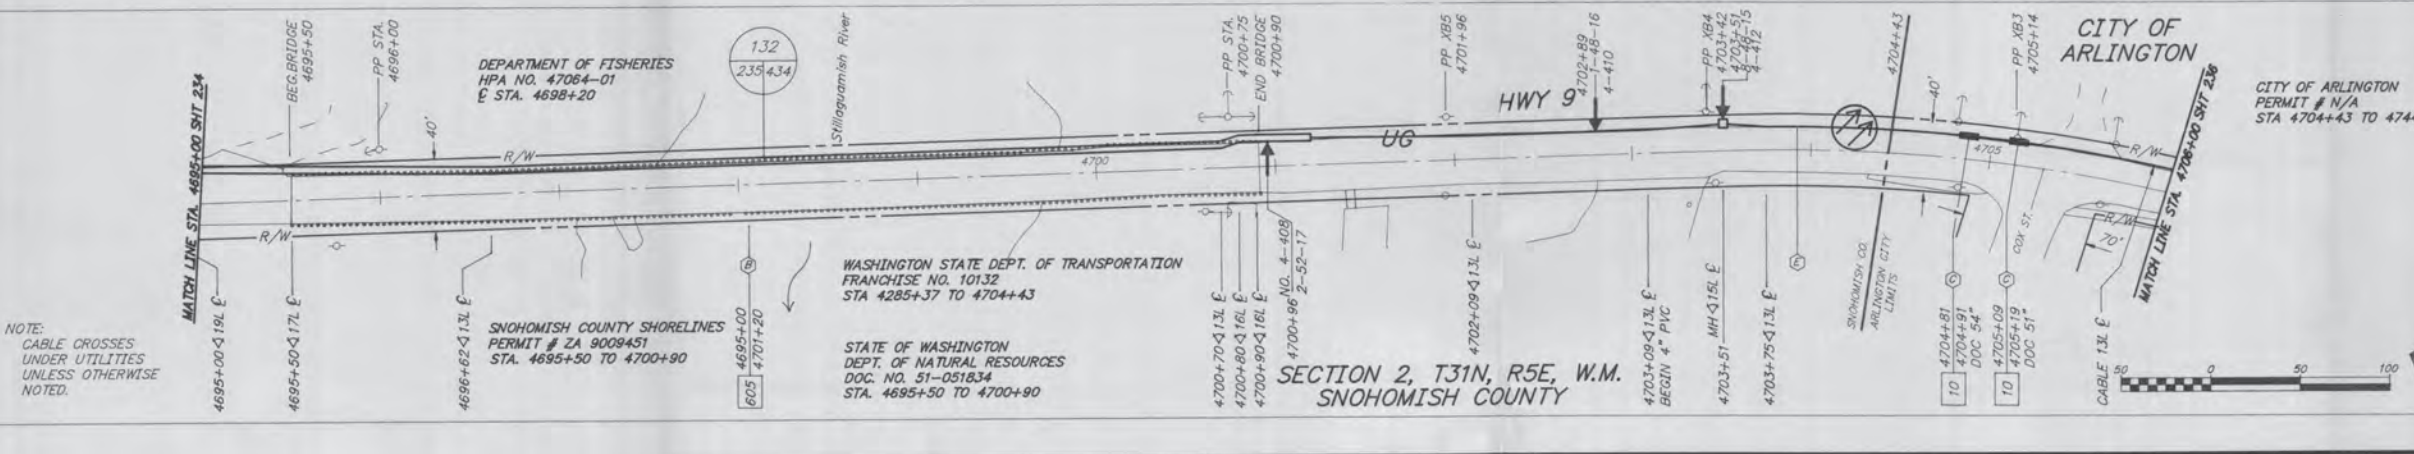 MATCH LINE STA. 4695+00 SHT 234
BEG.BRIDGE
4695+50
PP STA.
4696+00
40'
DEPARTMENT OF FISHERIES
HPA NO. 47064-01
℄ STA. 4698+20
132
235 434
Stillaguamish River
R/W
4700
PP STA.
4700+75
END BRIDGE
4700+90
PP XB5
4701+96
HWY 9
UG
4702+89
1-48-16
4-410
PP XB4
4703+42
4703+51
8-48-15
4-412
4704+43
40'
PP XB3
4705+14
CITY OF
ARLINGTON
4705
R/W
MATCH LINE STA. 4706+00 SHT 236
CITY OF ARLINGTON
PERMIT # N/A
STA 4704+43 TO
R/W
R/W
70'
COX ST.
NOTE:
CABLE CROSSES
UNDER UTILITIES
UNLESS OTHERWISE
NOTED.
4695+00 19L ℄
4695+50 17L ℄
4696+62 13L ℄
SNOHOMISH COUNTY SHORELINES
PERMIT # ZA 9009451
STA. 4695+50 TO 4700+90
B
4695+00
4701+20
605
WASHINGTON STATE DEPT. OF TRANSPORTATION
FRANCHISE NO. 10132
STA 4285+37 TO 4704+43
STATE OF WASHINGTON
DEPT. OF NATURAL RESOURCES
DOC. NO. 51-051834
STA. 4695+50 TO 4700+90
4700+70 13L ℄
4700+80 16L ℄
4700+90 16L ℄
4700+96 NO. 4-408
2-52-17
4702+09 13L ℄
SECTION 2, T31N, R5E, W.M.
SNOHOMISH COUNTY
4703+09 13L ℄
BEGIN 4" PVC
4703+51 MH 15L ℄
4703+75 13L ℄
E
SNOHOMISH CO.
ARLINGTON CITY
LIMITS
C
4704+81
4704+91
DOC 54"
10
C
4705+09
4705+19
DOC 51"
10
CABLE 13L ℄
50 0 50 100